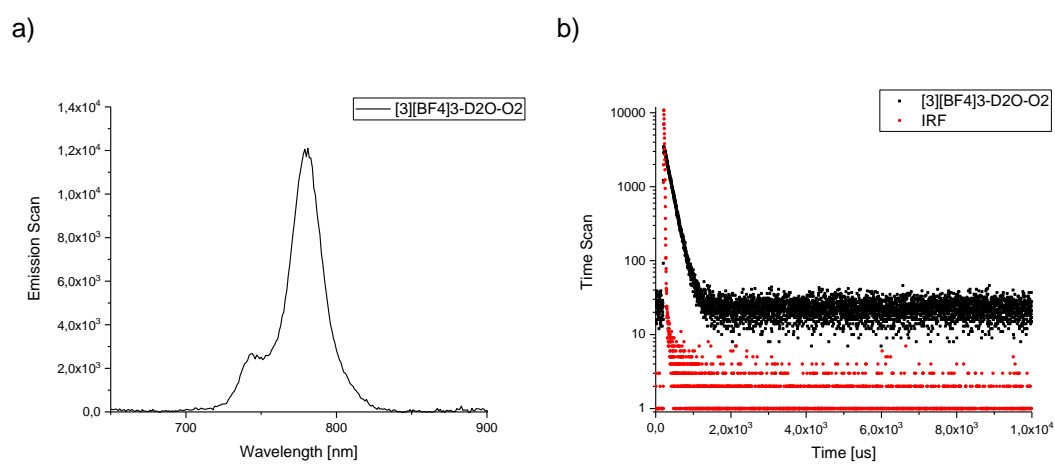 a)
b)
[3][BF4]3-D2O-O2
1,4x10⁴
1,2x10⁴
1,0x10⁴
8,0x10³
6,0x10³
4,0x10³
2,0x10³
0,0
Emission Scan
700
800
900
Wavelength [nm]
[3][BF4]3-D2O-O2
IRF
10000
1000
100
10
1
Time Scan
0,0
2,0x10³
4,0x10³
6,0x10³
8,0x10³
1,0x10⁴
Time [us]